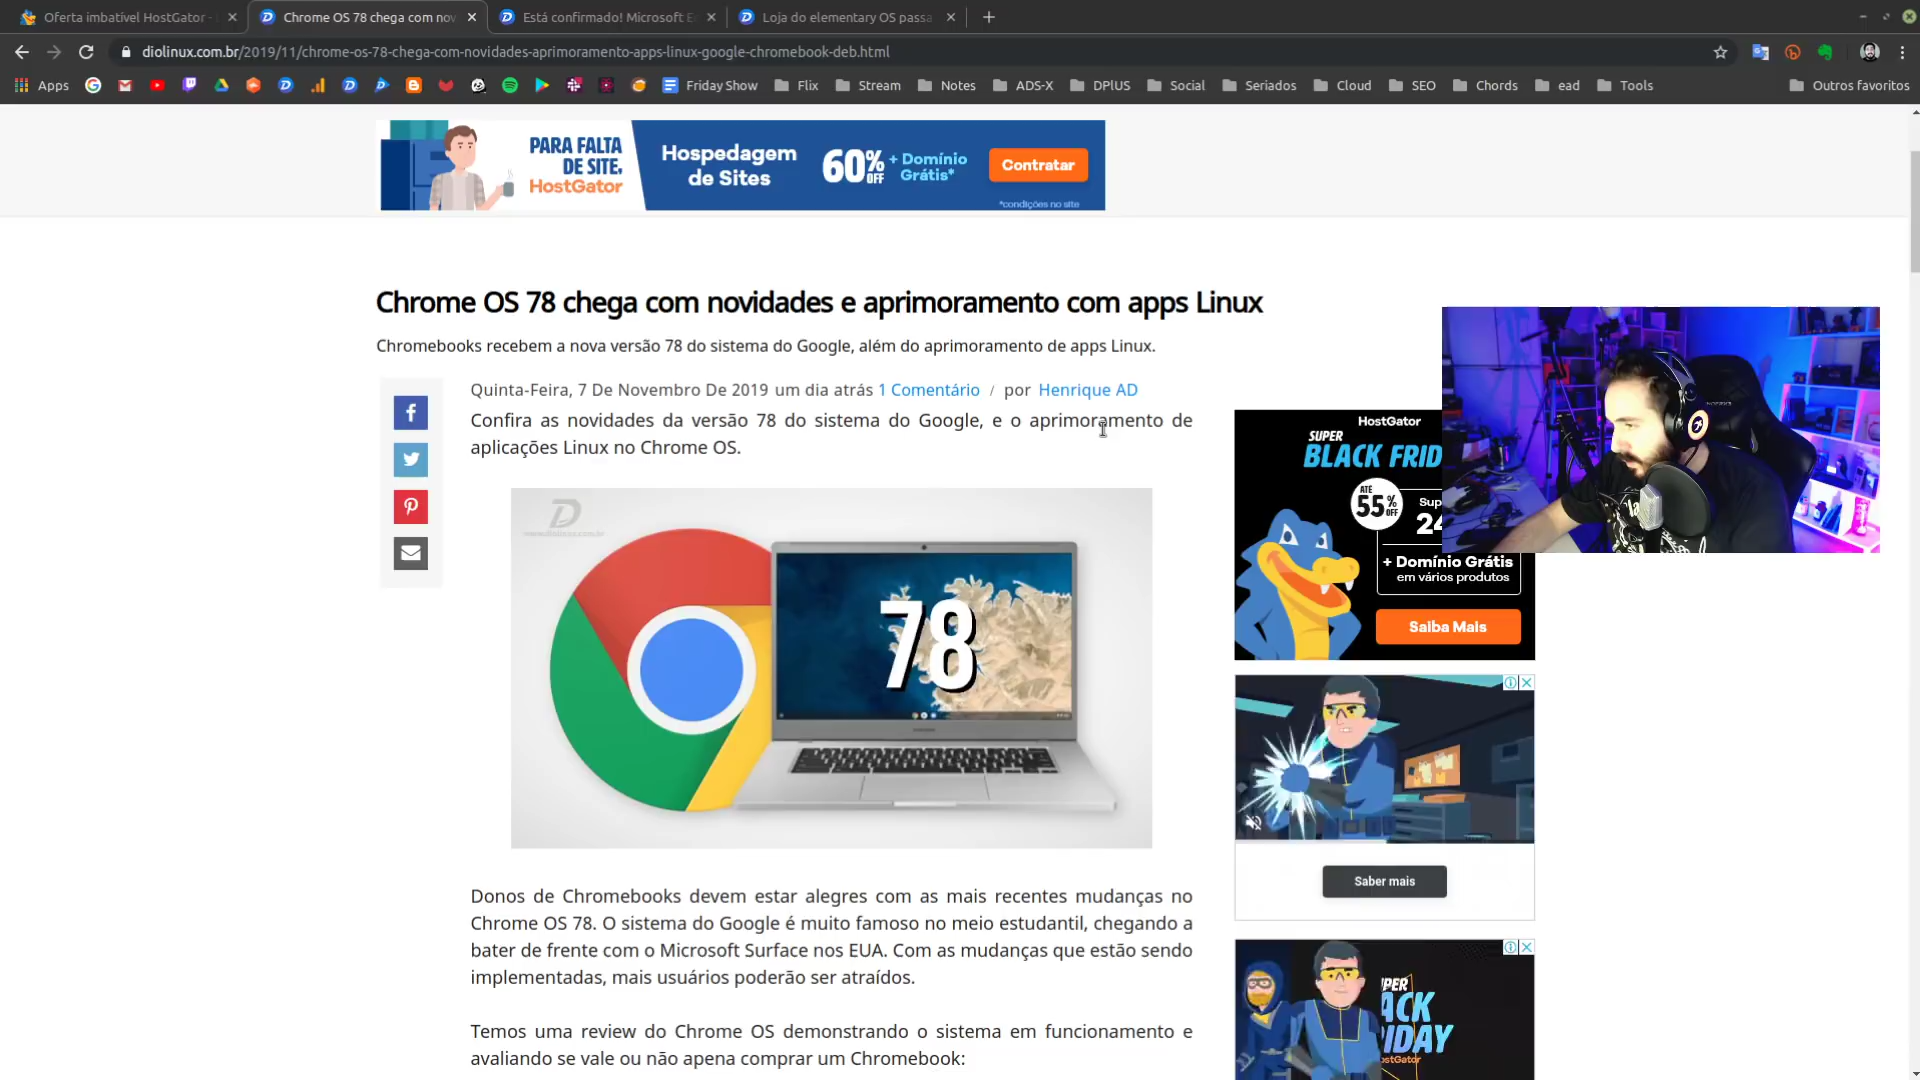 Oferta imbatível HostGator -
Chrome OS 78 chega com nov
Está confirmado! Microsoft E
Loja do elementary OS passa
diolinux.com.br/2019/11/chrome-os-78-chega-com-novidades-aprimoramento-apps-linux-google-chromebook-deb.html
Apps
Friday Show
Flix
Stream
Notes
ADS-X
DPlUS
Social
Seriados
Cloud
SEO
Chords
ead
Tools
Outros favoritos
PARA FALTA
DE SITE,
HostGator
Hospedagem
de Sites
60% OFF
+ Domínio
Grátis*
Contratar
*condições no site
Chrome OS 78 chega com novidades e aprimoramento com apps Linux
Chromebooks recebem a nova versão 78 do sistema do Google, além do aprimoramento de apps Linux.
Quinta-Feira, 7 De Novembro De 2019 um dia atrás 1 Comentário / por Henrique AD
Confira as novidades da versão 78 do sistema do Google, e o aprimoramento de
aplicações Linux no Chrome OS.
www.diolinux.com.br
78
Donos de Chromebooks devem estar alegres com as mais recentes mudanças no
Chrome OS 78. O sistema do Google é muito famoso no meio estudantil, chegando a
bater de frente com o Microsoft Surface nos EUA. Com as mudanças que estão sendo
implementadas, mais usuários poderão ser atraídos.
Temos uma review do Chrome OS demonstrando o sistema em funcionamento e
avaliando se vale ou não apena comprar um Chromebook:
HostGator
SUPER
BLACK FRID
ATÉ
55% OFF
Sup
24
+ Domínio Grátis
em vários produtos
Saiba Mais
Saber mais
UPER
ACK
IDAY
stGator